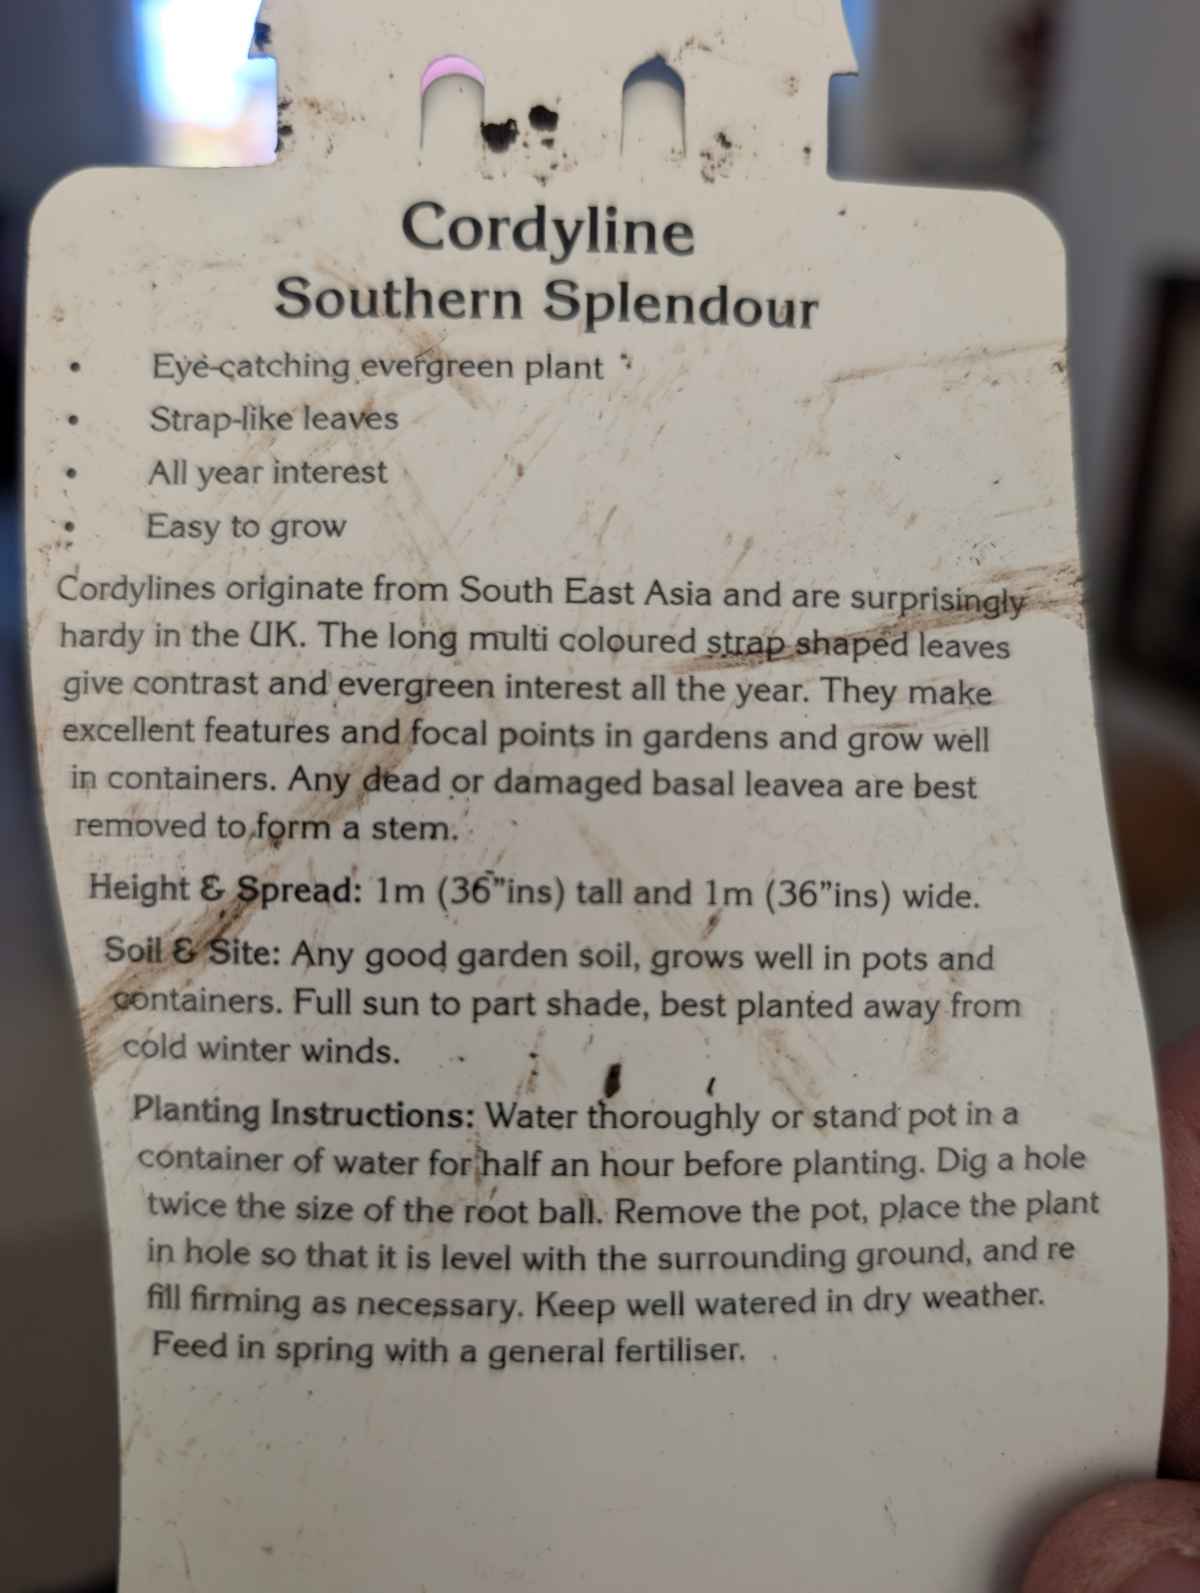 Cordyline
Southern Splendour
• Eye-catching evergreen plant
• Strap-like leaves
• All year interest
• Easy to grow
Cordylines originate from South East Asia and are surprisingly
hardy in the UK. The long multi coloured strap shaped leaves
give contrast and evergreen interest all the year. They make
excellent features and focal points in gardens and grow well
in containers. Any dead or damaged basal leavea are best
removed to form a stem.
Height & Spread: 1m (36”ins) tall and 1m (36”ins) wide.
Soil & Site: Any good garden soil, grows well in pots and
containers. Full sun to part shade, best planted away from
cold winter winds.
Planting Instructions: Water thoroughly or stand pot in a
container of water for half an hour before planting. Dig a hole
twice the size of the root ball. Remove the pot, place the plant
in hole so that it is level with the surrounding ground, and re
fill firming as necessary. Keep well watered in dry weather.
Feed in spring with a general fertiliser.